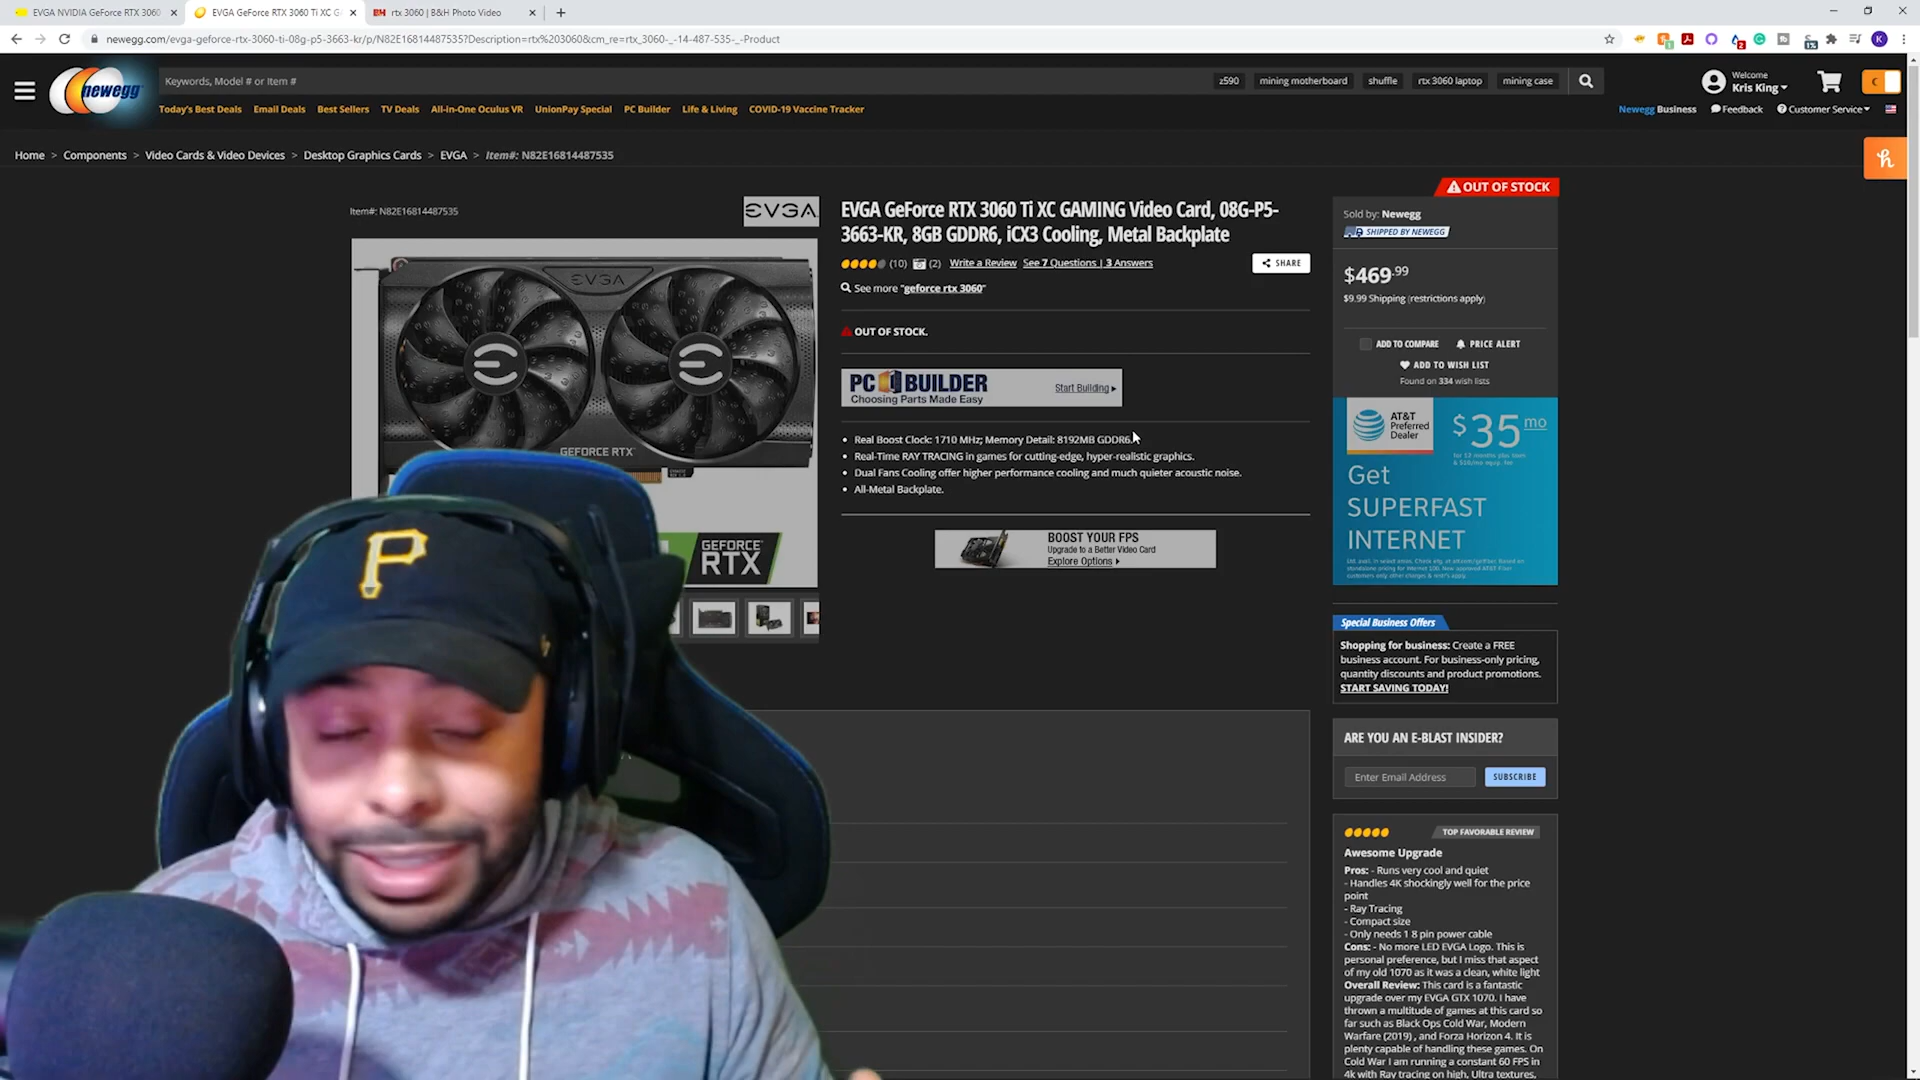 EVGA NVIDIA GeForce RTX 3060
EVGA GeForce RTX 3060 Ti XC G
BH rtx 3060 | B&H Photo Video
newegg.com/evga-geforce-rtx-3060-ti-08g-p5-3663-kr/p/N82E16814487535?Description=rtx%203060&cm_re=rtx_3060-_-14-487-535-_-Product
newegg
Keywords, Model # or Item #
z590 mining motherboard shuffle rtx 3060 laptop mining case
Welcome
Kris King
Today's Best Deals Email Deals Best Sellers TV Deals All-in-One Oculus VR UnionPay Special PC Builder Life & Living COVID-19 Vaccine Tracker
Newegg Business Feedback Customer Service
Home > Components > Video Cards & Video Devices > Desktop Graphics Cards > EVGA > Item#: N82E16814487535
Item#: N82E16814487535
EVGA
EVGA
GEFORCE RTX
GEFORCE
RTX
P
EVGA GeForce RTX 3060 Ti XC GAMING Video Card, 08G-P5-
3663-KR, 8GB GDDR6, iCX3 Cooling, Metal Backplate
(10) (2) Write a Review See 7 Questions | 3 Answers
SHARE
See more "geforce rtx 3060"
OUT OF STOCK.
PC BUILDER
Choosing Parts Made Easy
Start Building
• Real Boost Clock: 1710 MHz; Memory Detail: 8192MB GDDR6.
• Real-Time RAY TRACING in games for cutting-edge, hyper-realistic graphics.
• Dual Fans Cooling offer higher performance cooling and much quieter acoustic noise.
• All-Metal Backplate.
BOOST YOUR FPS
Upgrade to a Better Video Card
Explore Options
OUT OF STOCK
Sold by: Newegg
SHIPPED BY NEWEGG
$469.99
$9.99 Shipping (restrictions apply)
ADD TO COMPARE PRICE ALERT
ADD TO WISH LIST
Found on 334 wish lists
AT&T
Preferred
Dealer
$35 mo
Get
SUPERFAST
INTERNET
Special Business Offers
Shopping for business: Create a FREE
business account. For business-only pricing,
quantity discounts and product promotions.
START SAVING TODAY!
ARE YOU AN E-BLAST INSIDER?
Enter Email Address SUBSCRIBE
TOP FAVORABLE REVIEW
Awesome Upgrade
Pros: - Runs very cool and quiet
- Handles 4K shockingly well for the price
point
- Ray Tracing
- Compact size
- Only needs 1 8 pin power cable
Cons: - No more LED EVGA Logo. This is
personal preference, but I miss that aspect
of my old 1070 as it was a clean, white light
Overall Review: This card is a fantastic
upgrade over my EVGA GTX 1070. I have
thrown a multitude of games at this card so
far such as Black Ops Cold War, Modern
Warfare (2019) , and Forza Horizon 4. It is
plenty capable of handling these games. On
Cold War I am running a constant 60 FPS in
4k with Ray tracing on high, Ultra textures,